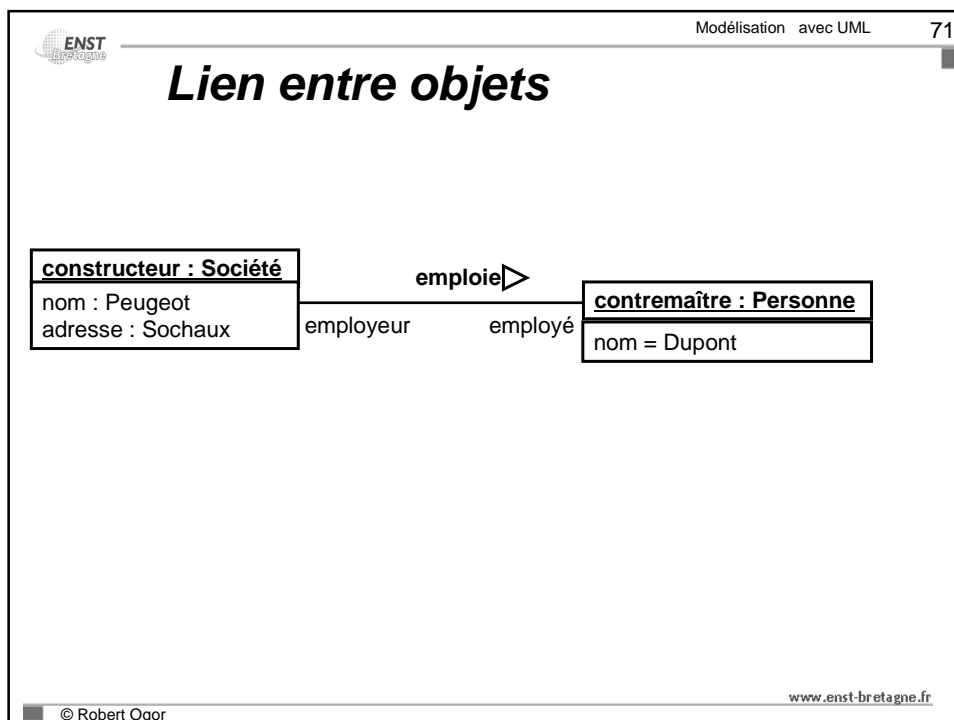 Modélisation avec UML 71
ENST
Bretagne
Lien entre objets
constructeur : Société
nom : Peugeot
adresse : Sochaux
emploie
employeur employé
contremaître : Personne
nom = Dupont
www.enst-bretagne.fr
© Robert Ogor